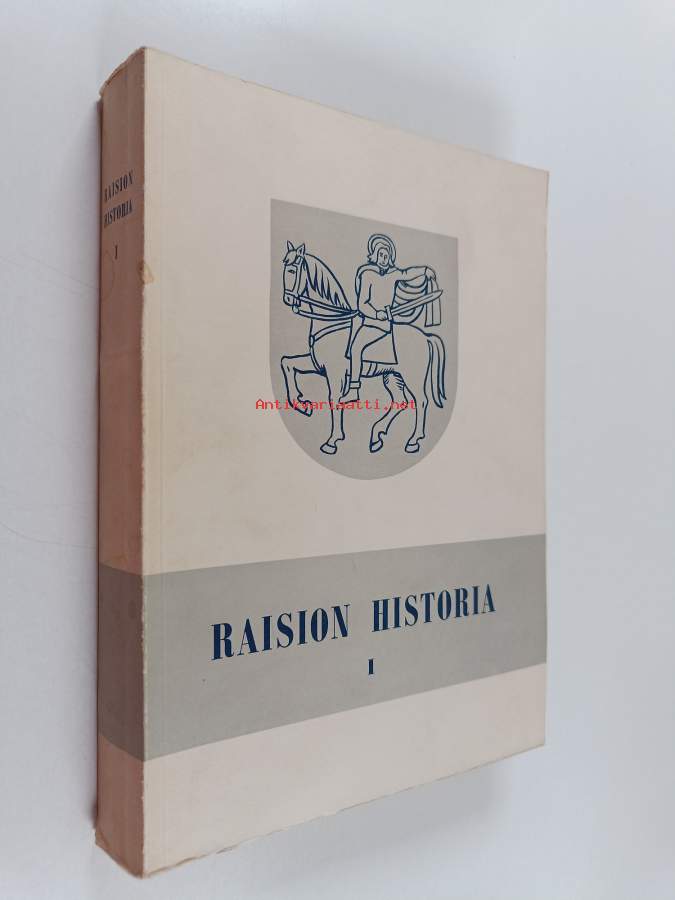 RAISION
HISTORIA
I
Antikvariaatti.net
RAISION HISTORIA
I